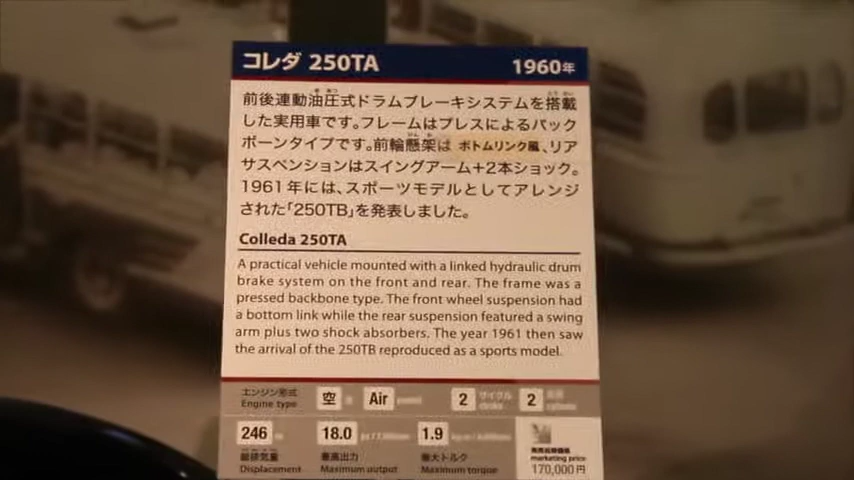 コレダ 250TA 1960年
前後連動油圧式ドラムブレーキシステムを搭載
した実用車です。フレームはプレスによるバック
ボーンタイプです。前輪懸架は ボトムリンク風、リア
サスペンションはスイングアーム+2本ショック。
1961年には、スポーツモデルとしてアレンジ
された「250TB」を発表しました。
Colleda 250TA
A practical vehicle mounted with a linked hydraulic drum
brake system on the front and rear. The frame was a
pressed backbone type. The front wheel suspension had
a bottom link while the rear suspension featured a swing
arm plus two shock absorbers. The year 1961 then saw
the arrival of the 250TB reproduced as a sports model.
エンジン形式 空 Air 2 サイクル 2
Engine type
246 18.0 1.9
総排気量 最高出力 最大トルク
Displacement Maximum output Maximum torque
marketing price
170,000円